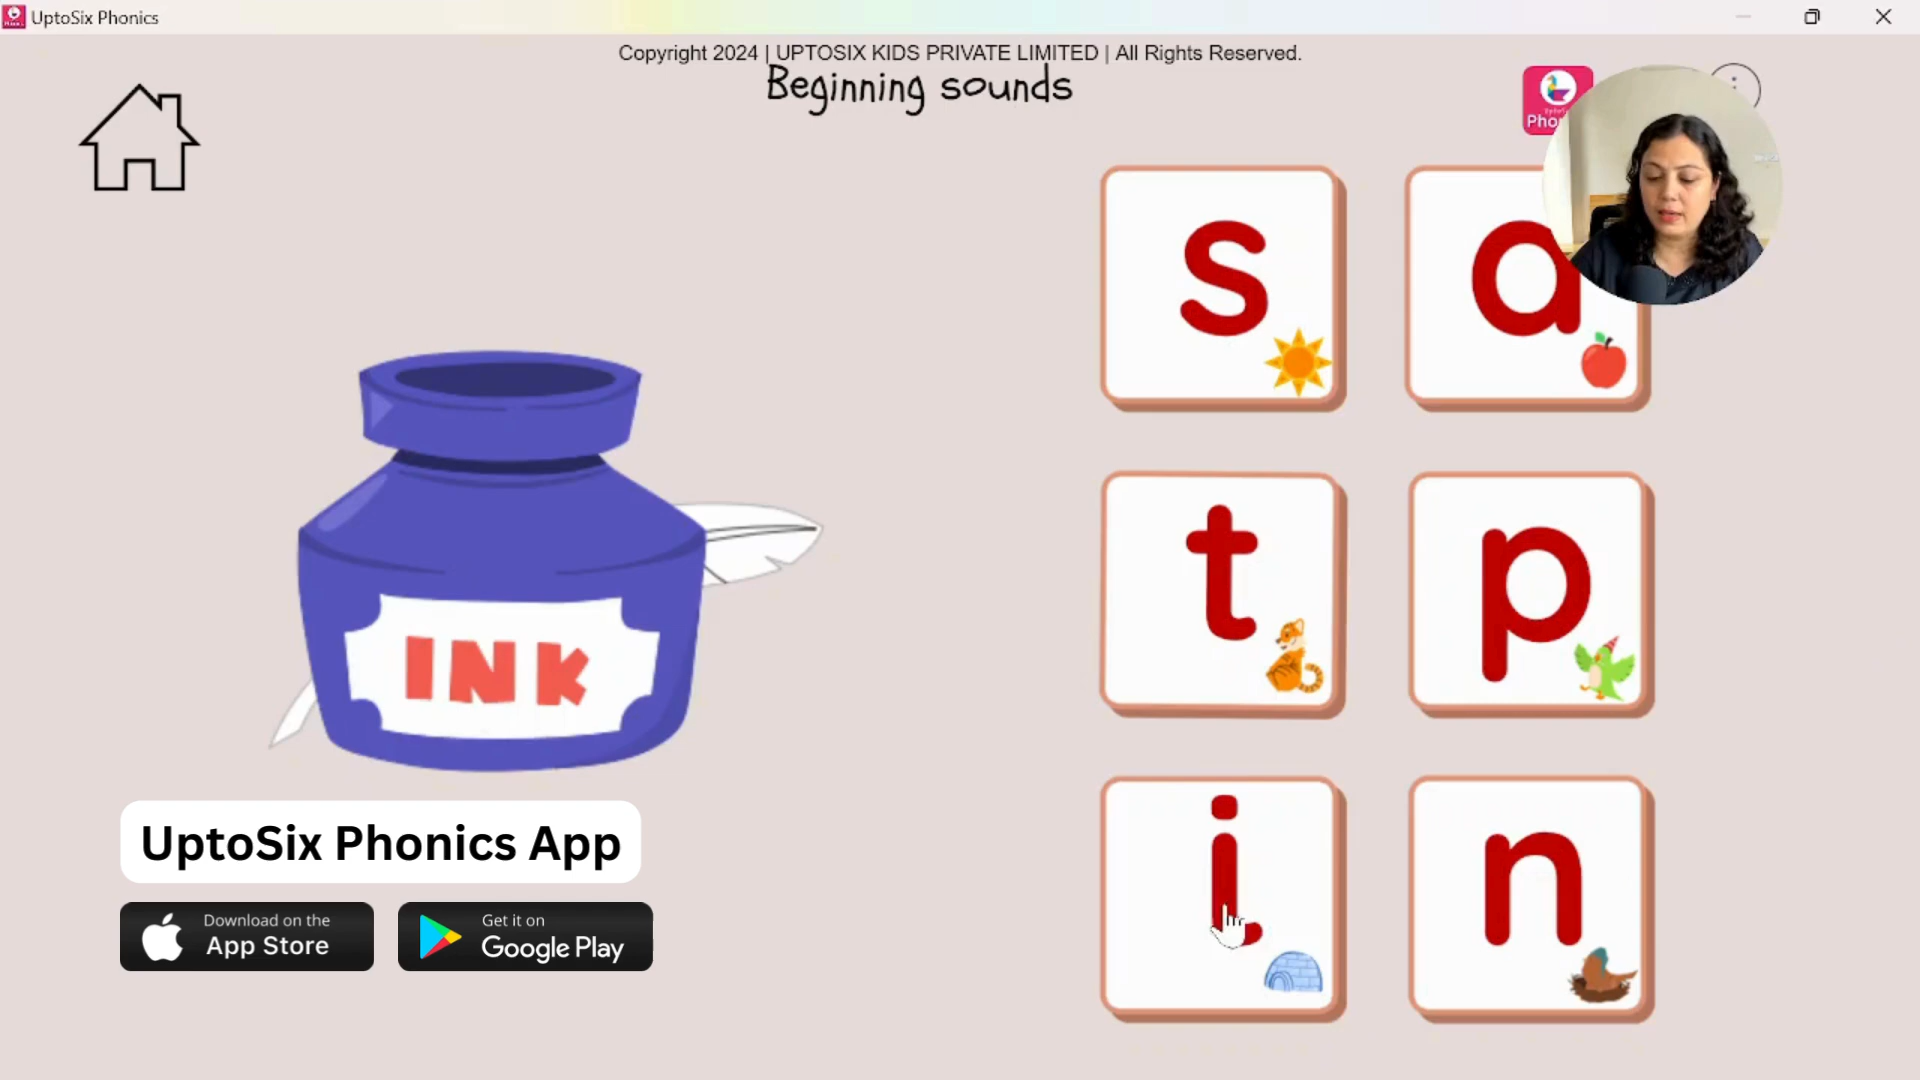 UptoSix Phonics
Copyright 2024 | UPTOSIX KIDS PRIVATE LIMITED | All Rights Reserved.
Beginning sounds
s
a
t
p
i
n
INK
UptoSix Phonics App
Download on the
App Store
Get it on
Google Play